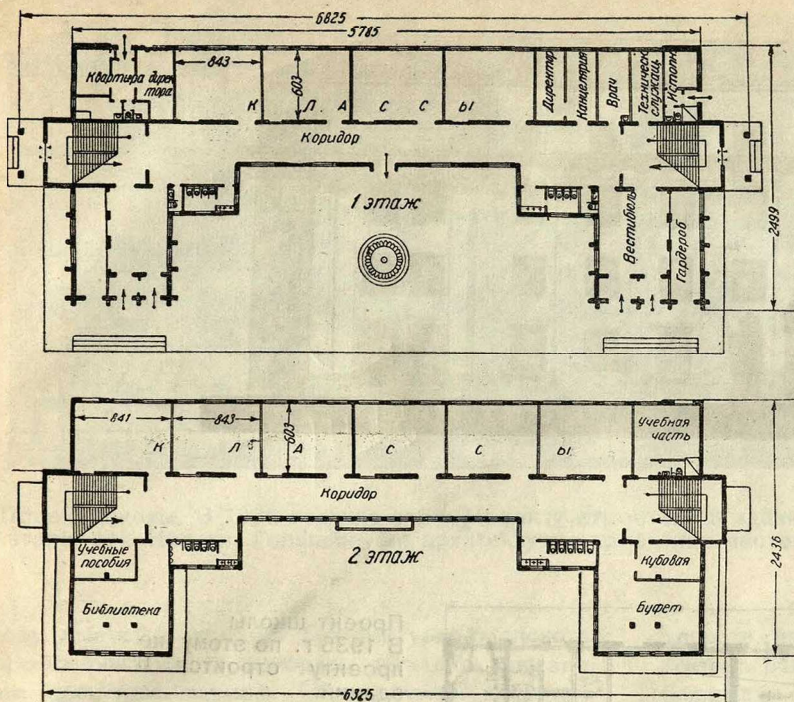 6825
5785
Квартира дирек
тора
843
603
К Л А С С Ы
Директор
Канцелярия
Врач
Техническ.
служащ.
Исполк.
Коридор
1 этаж
Вестибюль
Гардероб
2499
841
843
603
К Л А С С Ы
Учебная
часть
Коридор
2 этаж
Учебные
пособия
Библиотека
Кубовая
Буфет
2436
6325
Проект школы
В 1935 г. по этому
проекту строится